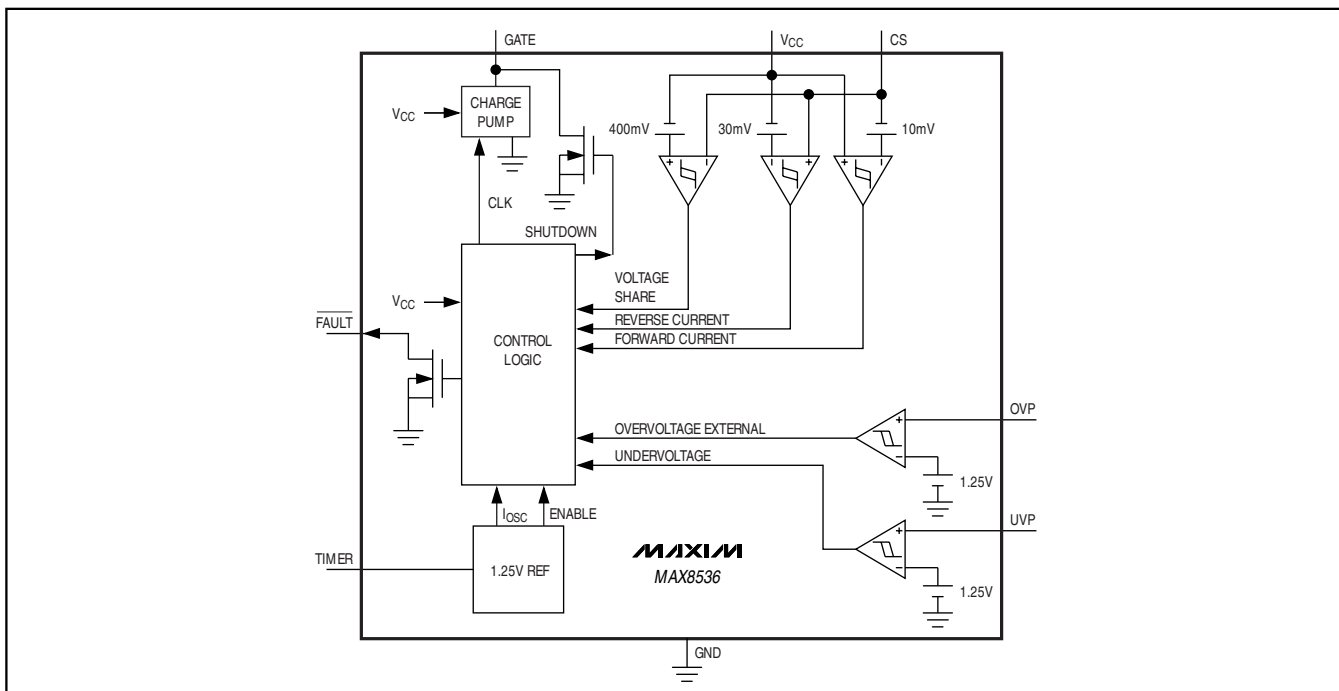 GATE
VCC
CS
CHARGE
PUMP
VCC
400mV
30mV
10mV
+
-
-
+
+
-
CLK
SHUTDOWN
VOLTAGE
SHARE
VCC
REVERSE CURRENT
FAULT
FORWARD CURRENT
CONTROL
LOGIC
OVP
+
OVERVOLTAGE EXTERNAL
-
UNDERVOLTAGE
1.25V
IOSC
ENABLE
UVP
+
MAXIM
-
TIMER
1.25V REF
MAX8536
1.25V
GND